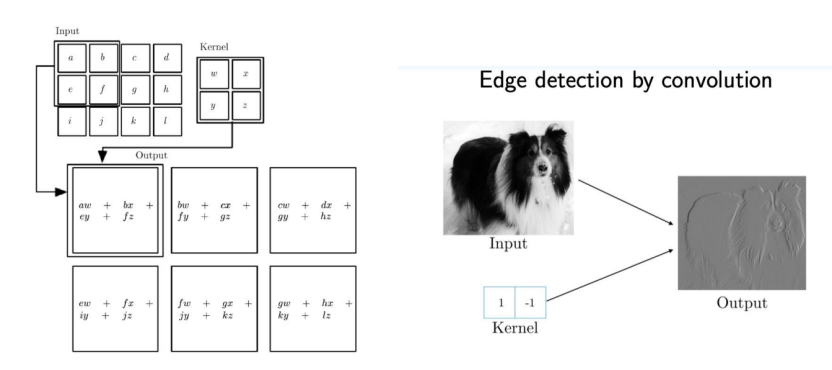 Input
a b c d
e f g h
i j k l
Kernel
w x
y z
Output
aw + bx +
ey + fz
bw + cx +
fy + gz
cw + dx +
gy + hz
ew + fx +
iy + jz
fw + gx +
jy + kz
gw + hx +
ky + lz
Edge detection by convolution
Input
1 -1
Kernel
Output